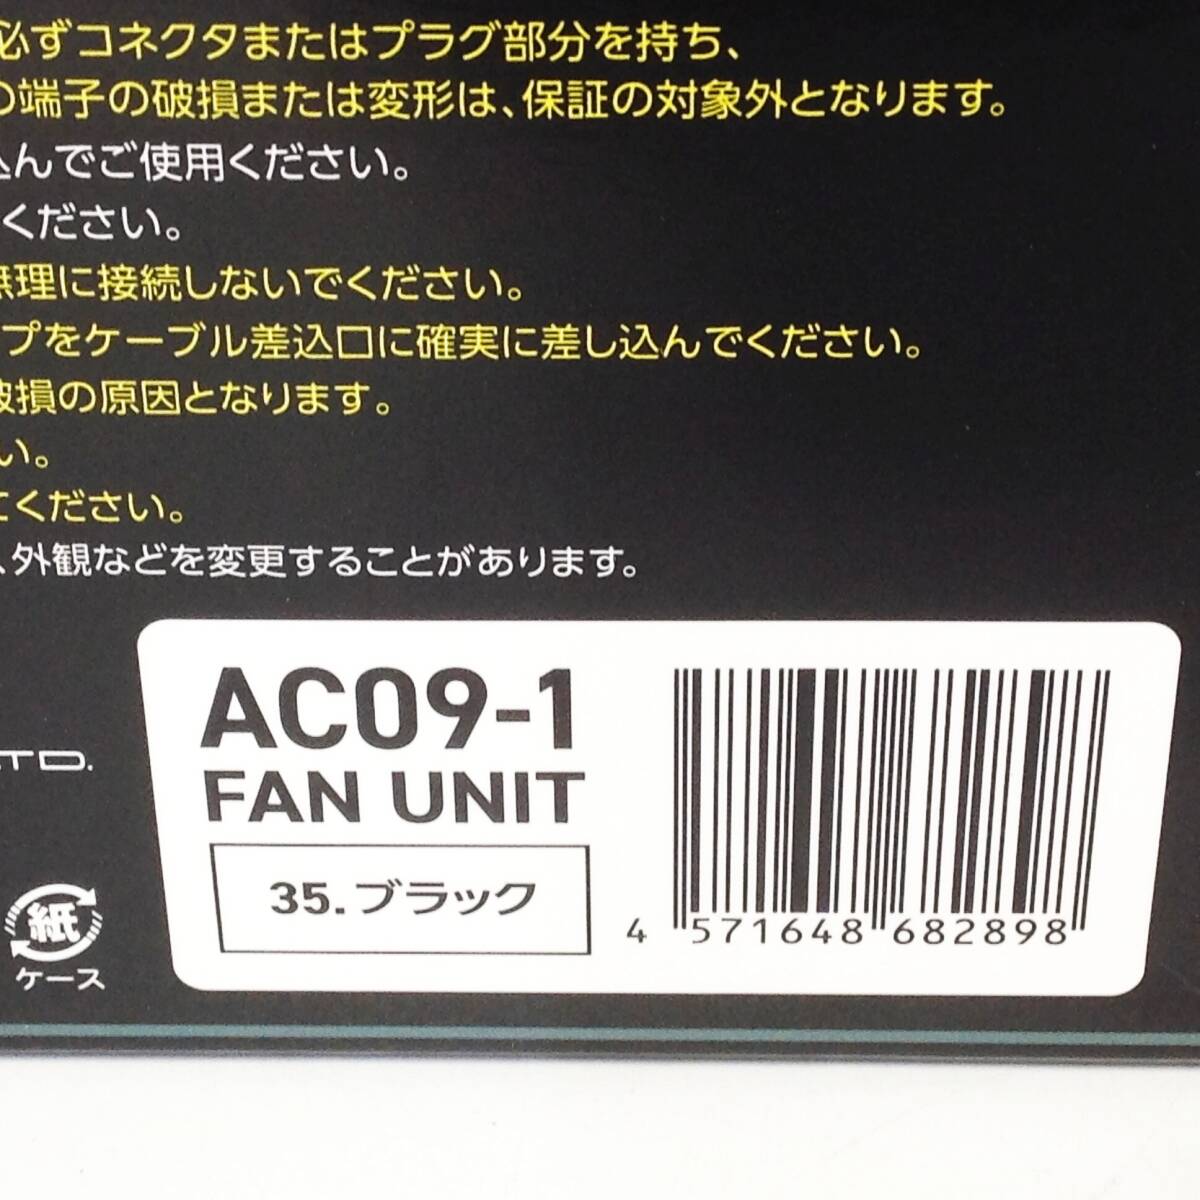 必ずコネクタまたはプラグ部分を持ち、
の端子の破損または変形は、保証の対象外となります。
込んでご使用ください。
ください。
無理に接続しないでください。
プをケーブル差込口に確実に差し込んでください。
破損の原因となります。
い。
てください。
、外観などを変更することがあります。
LTD.
AC09-1
FAN UNIT
35.ブラック
4 571648 682898
紙
ケース